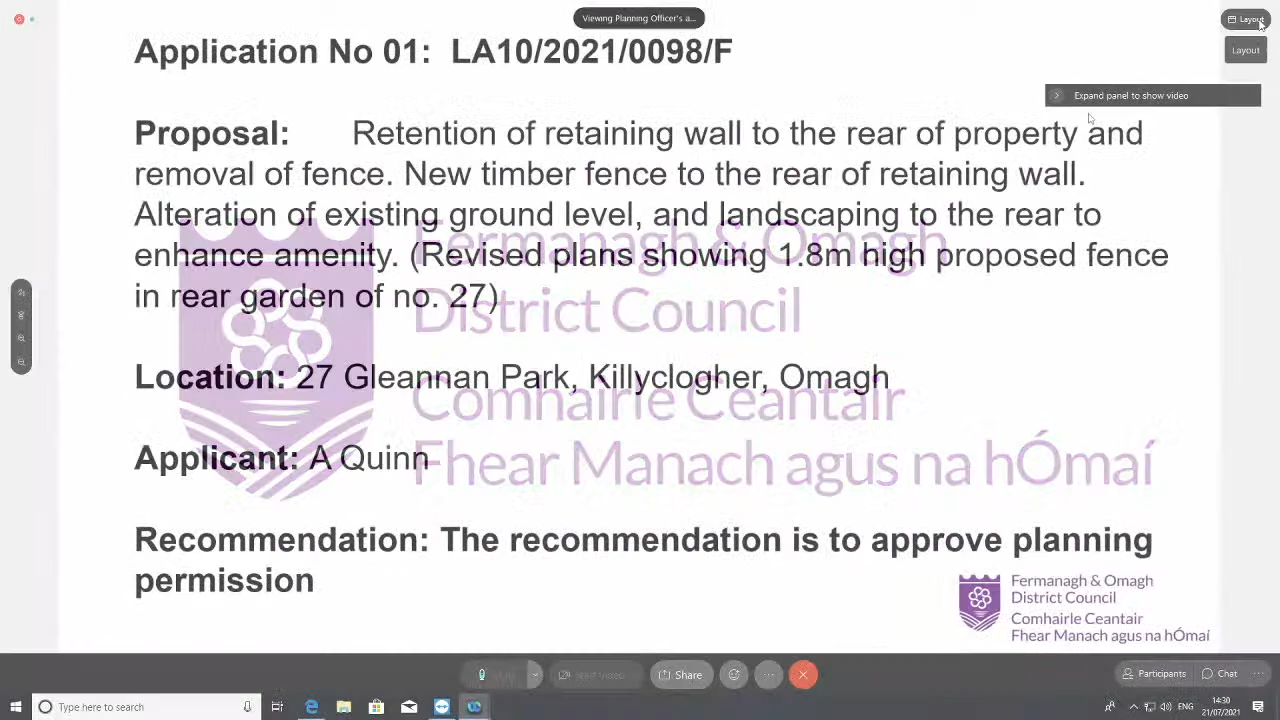 Viewing Planning Officer's a...
Layout
Layout
Application No 01: LA10/2021/0098/F
Expand panel to show video
Proposal: Retention of retaining wall to the rear of property and
removal of fence. New timber fence to the rear of retaining wall.
Alteration of existing ground level, and landscaping to the rear to
enhance amenity. (Revised plans showing 1.8m high proposed fence
in rear garden of no. 27)
Fermanagh & Omagh
District Council
Location: 27 Gleannan Park, Killyclogher, Omagh
Comhairle Ceantair
Applicant: A Quinn
Fhear Manach agus na hÓmaí
Recommendation: The recommendation is to approve planning
permission
Fermanagh & Omagh
District Council
Comhairle Ceantair
Fhear Manach agus na hÓmaí
Share
Participants
Chat
Type here to search
ENG
14:30
21/07/2021